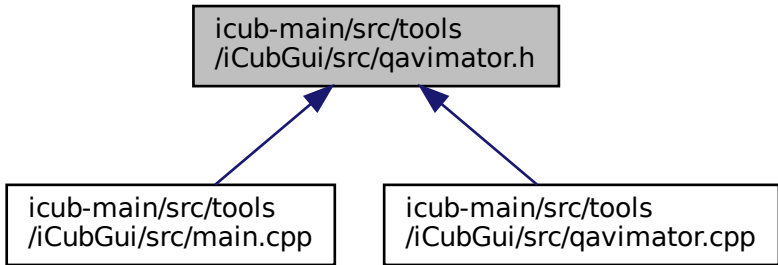 icub-main/src/tools
/iCubGui/src/qavimator.h
icub-main/src/tools
/iCubGui/src/main.cpp
icub-main/src/tools
/iCubGui/src/qavimator.cpp